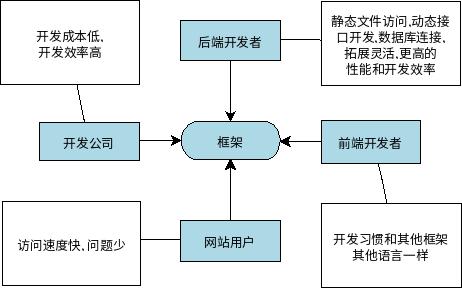 开发成本低,
开发效率高
后端开发者
静态文件访问,动态接
口开发,数据库连接,
拓展灵活,更高的
性能和开发效率
开发公司
框架
前端开发者
访问速度快,问题少
网站用户
开发习惯和其他框架
其他语言一样